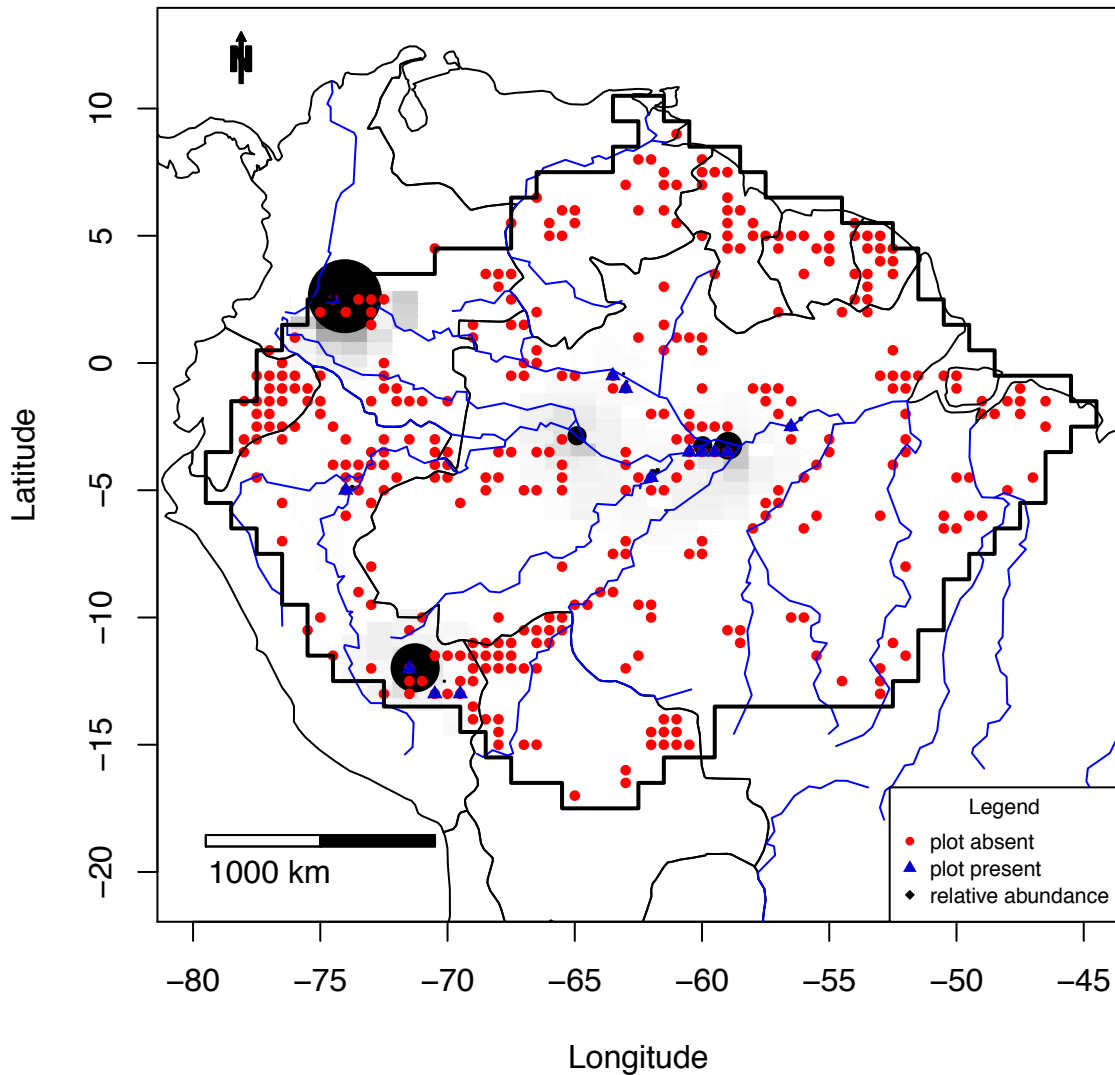 N
10
5
0
−5
−10
−15
−20
Latitude
1000 km
Legend
plot absent
plot present
relative abundance
−80
−75
−70
−65
−60
−55
−50
−45
Longitude